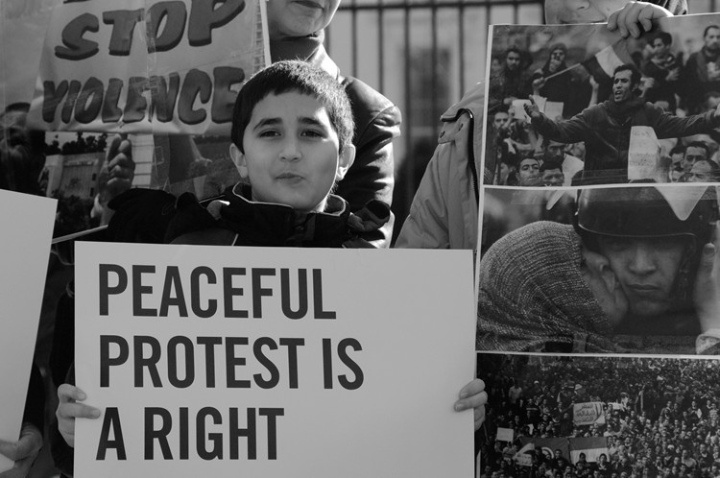 STOP
VIOLENCE
PEACEFUL
PROTEST IS
A RIGHT